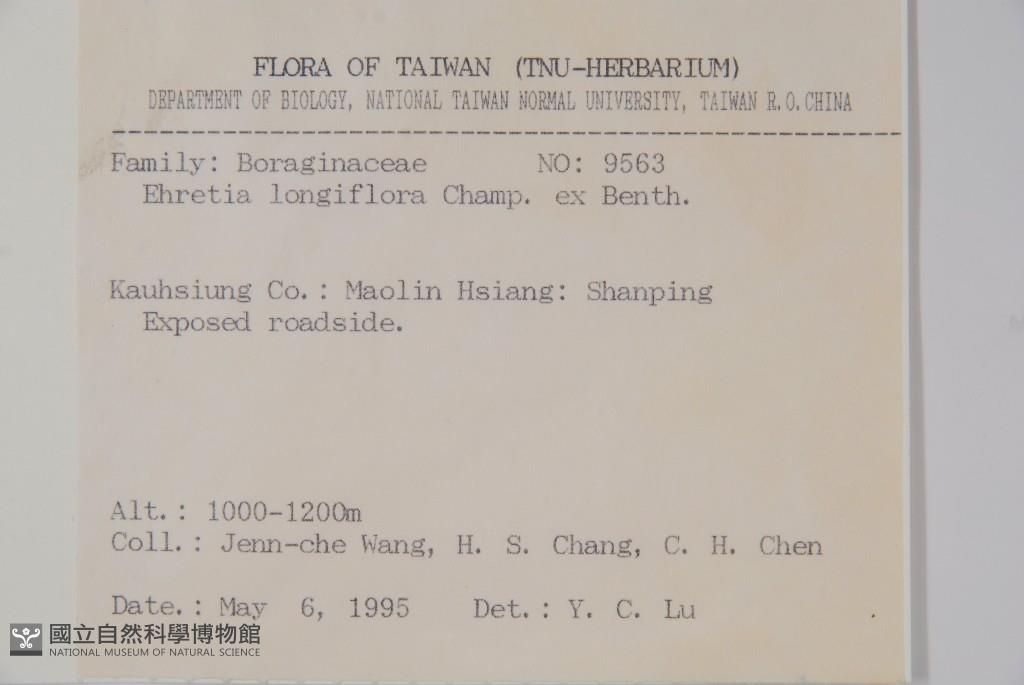 FLORA OF TAIWAN (TNU-HERBARIUM)
DEPARTMENT OF BIOLOGY, NATIONAL TAIWAN NORMAL UNIVERSITY, TAIWAN R.O.CHINA
Family: Boraginaceae NO: 9563
Ehretia longiflora Champ. ex Benth.
Kauhsiung Co.: Maolin Hsiang: Shanping
Exposed roadside.
Alt.: 1000-1200m
Coll.: Jenn-che Wang, H. S. Chang, C. H. Chen
Date.: May 6, 1995 Det.: Y. C. Lu
國立自然科學博物館
NATIONAL MUSEUM OF NATURAL SCIENCE